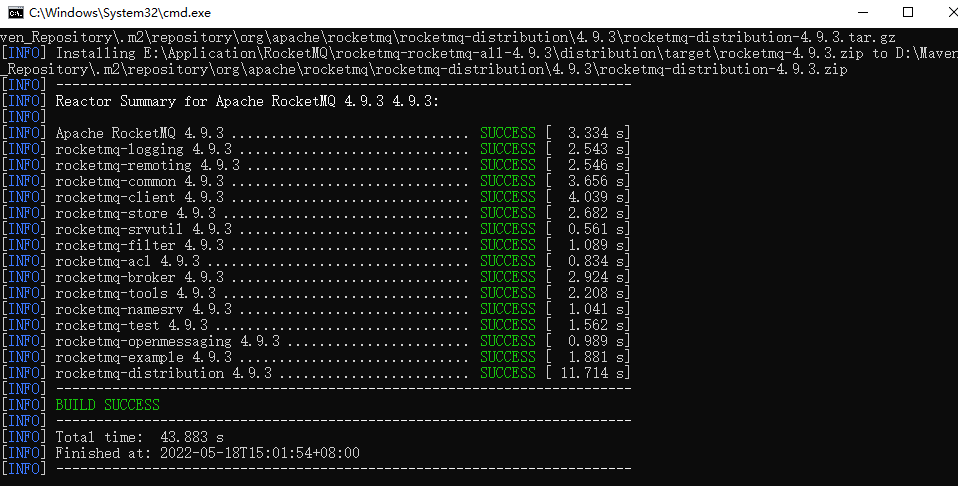 C:\Windows\System32\cmd.exe
ven_Repository\.m2\repository\org\apache\rocketmq\rocketmq-distribution\4.9.3\rocketmq-distribution-4.9.3.tar.gz
[INFO] Installing E:\Application\RocketMQ\rocketmq-rocketmq-all-4.9.3\distribution\target\rocketmq-4.9.3.zip to D:\Maven
_Repository\.m2\repository\org\apache\rocketmq\rocketmq-distribution\4.9.3\rocketmq-distribution-4.9.3.zip
[INFO] ------------------------------------------------------------------------
[INFO] Reactor Summary for Apache RocketMQ 4.9.3 4.9.3:
[INFO]
[INFO] Apache RocketMQ 4.9.3 .............................. SUCCESS [  3.334 s]
[INFO] rocketmq-logging 4.9.3 ............................. SUCCESS [  2.543 s]
[INFO] rocketmq-remoting 4.9.3 ............................ SUCCESS [  2.546 s]
[INFO] rocketmq-common 4.9.3 .............................. SUCCESS [  3.656 s]
[INFO] rocketmq-client 4.9.3 .............................. SUCCESS [  4.039 s]
[INFO] rocketmq-store 4.9.3 ............................... SUCCESS [  2.682 s]
[INFO] rocketmq-srvutil 4.9.3 ............................. SUCCESS [  0.561 s]
[INFO] rocketmq-filter 4.9.3 .............................. SUCCESS [  1.089 s]
[INFO] rocketmq-acl 4.9.3 ................................. SUCCESS [  0.834 s]
[INFO] rocketmq-broker 4.9.3 .............................. SUCCESS [  2.924 s]
[INFO] rocketmq-tools 4.9.3 ............................... SUCCESS [  2.208 s]
[INFO] rocketmq-namesrv 4.9.3 ............................. SUCCESS [  1.041 s]
[INFO] rocketmq-test 4.9.3 ................................ SUCCESS [  1.562 s]
[INFO] rocketmq-openmessaging 4.9.3 ....................... SUCCESS [  0.989 s]
[INFO] rocketmq-example 4.9.3 ............................. SUCCESS [  1.881 s]
[INFO] rocketmq-distribution 4.9.3 ........................ SUCCESS [ 11.714 s]
[INFO] ------------------------------------------------------------------------
[INFO] BUILD SUCCESS
[INFO] ------------------------------------------------------------------------
[INFO] Total time:  43.883 s
[INFO] Finished at: 2022-05-18T15:01:54+08:00
[INFO] ------------------------------------------------------------------------